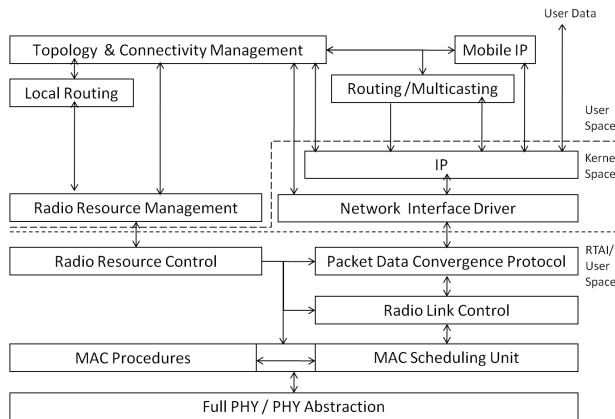 User Data
Topology & Connectivity Management
Mobile IP
Local Routing
Routing/Multicasting
User
Space
IP
Kerne
Space
Radio Resource Management
Network Interface Driver
Radio Resource Control
Packet Data Convergence Protocol
RTAI/
User
Space
Radio Link Control
MAC Procedures
MAC Scheduling Unit
Full PHY / PHY Abstraction